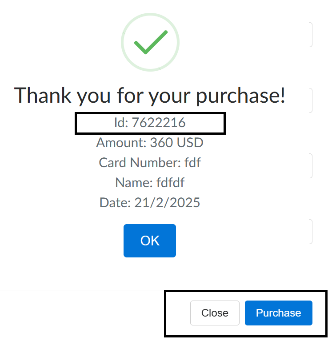 Thank you for your purchase!
Id: 7622216
Amount: 360 USD
Card Number: fdf
Name: fdfdf
Date: 21/2/2025
OK
Close Purchase